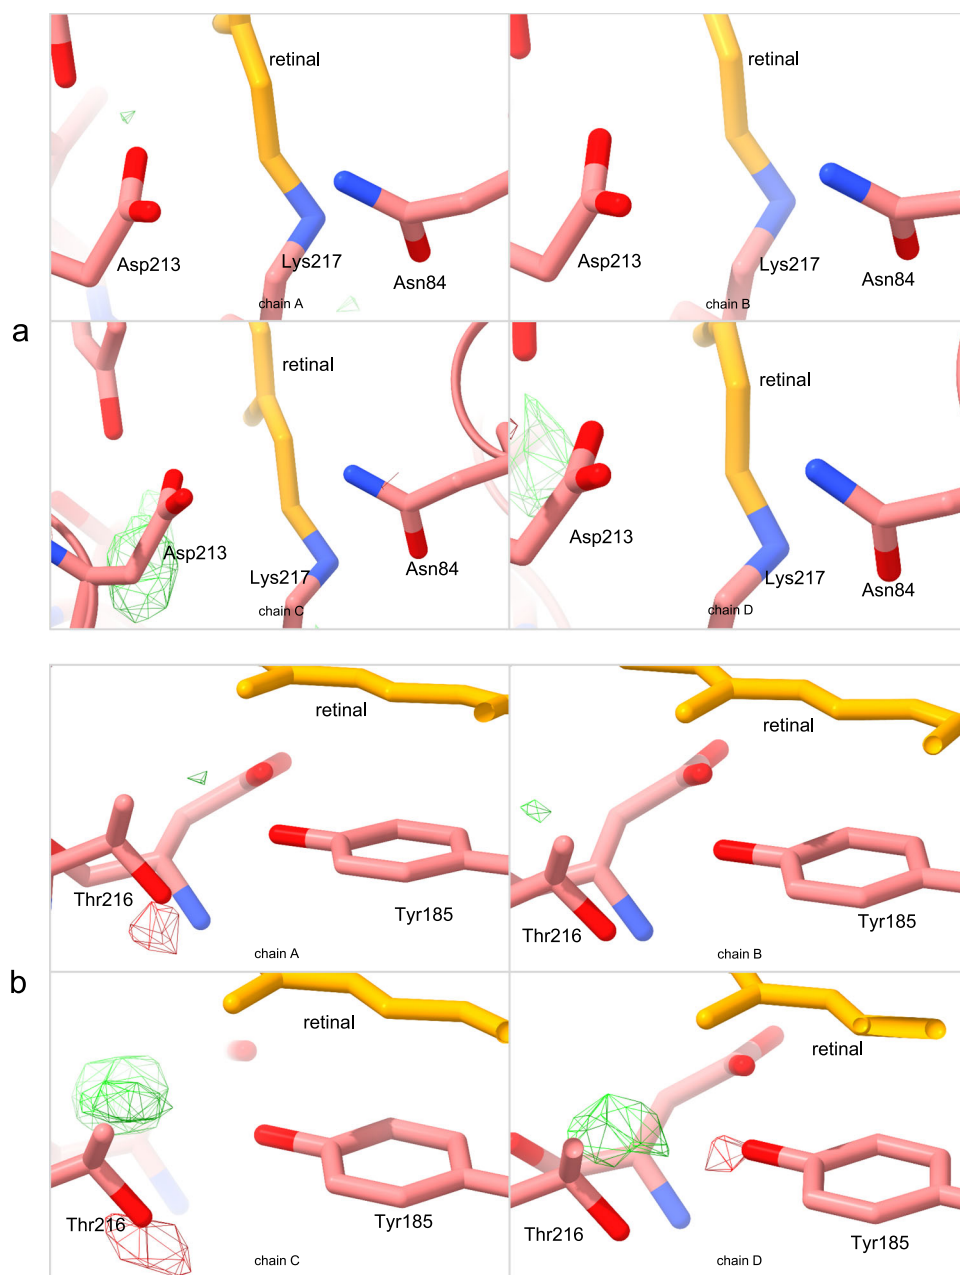 retinal
Asp213
Lys217
Asn84
chain A
retinal
Asp213
Lys217
Asn84
chain B
a
retinal
Asp213
Lys217
Asn84
chain C
retinal
Asp213
Lys217
Asn84
chain D
retinal
Thr216
Tyr185
chain A
retinal
Thr216
Tyr185
chain B
b
retinal
Thr216
Tyr185
chain C
retinal
Thr216
Tyr185
chain D